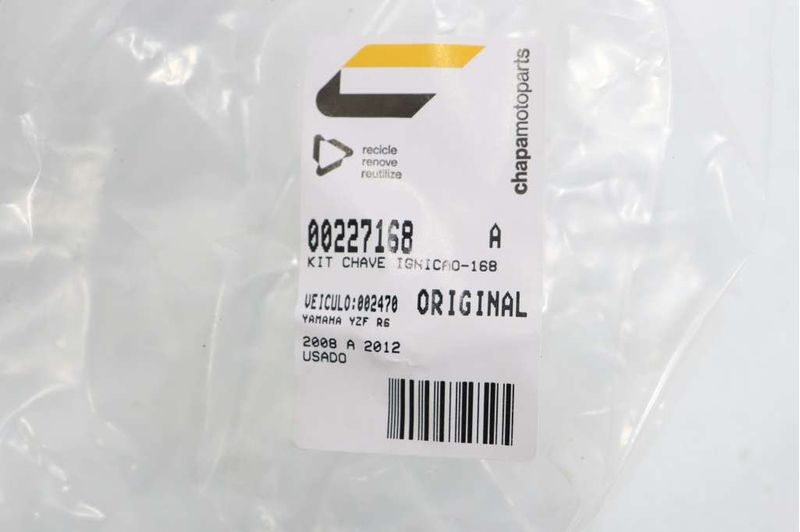 chapamotoparts
recicle
renove
reutilize
00227168 A
KIT CHAVE IGNICAO-168
VEICULO:002470 ORIGINAL
YAMAHA YZF R6
2008 A 2012
USADO